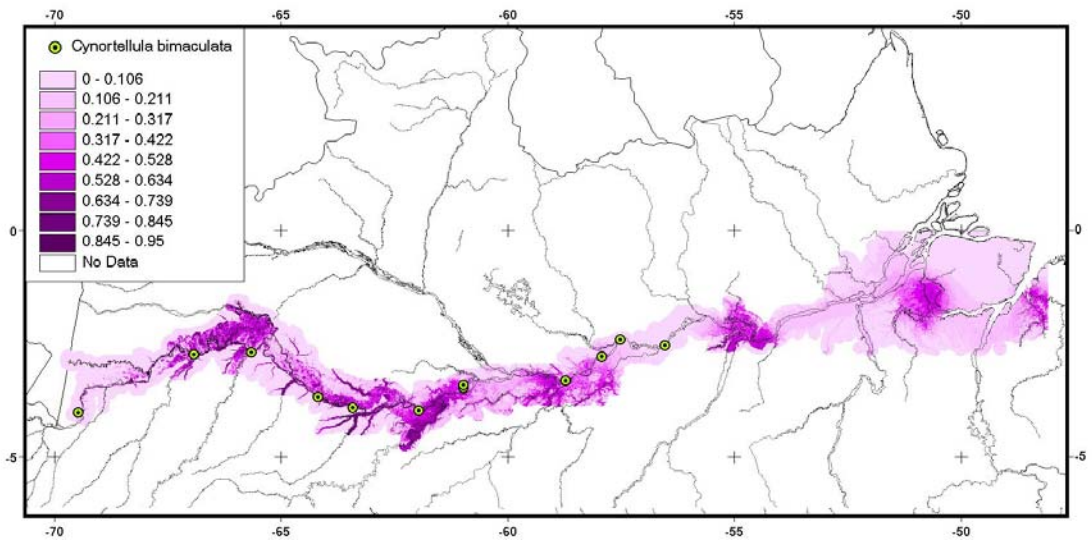 -70 -65 -60 -55 -50
Cynortellula bimaculata
0 - 0.106
0.106 - 0.211
0.211 - 0.317
0.317 - 0.422
0.422 - 0.528
0.528 - 0.634
0.634 - 0.739
0.739 - 0.845
0.845 - 0.95
No Data
0 0
-5 -5
-70 -65 -60 -55 -50